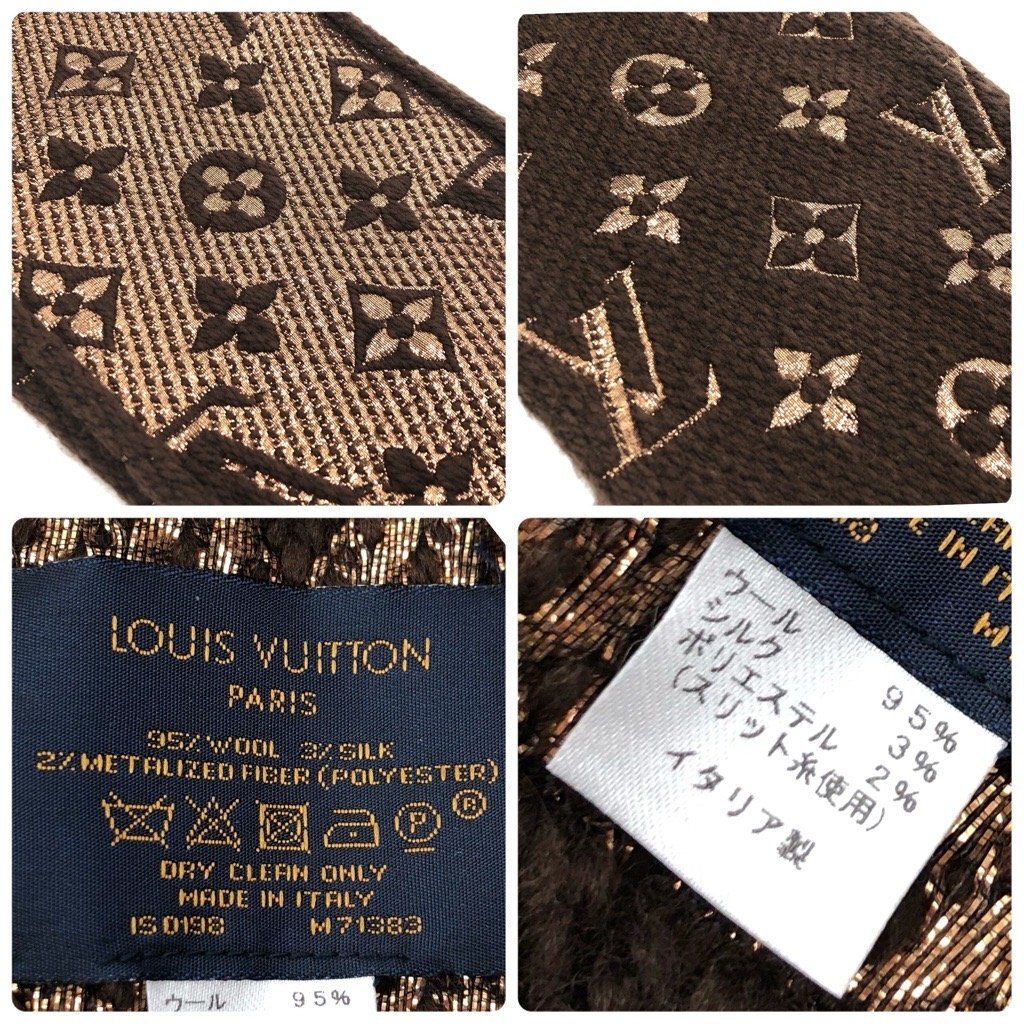 LOUIS VUITTON
PARIS
95% WOOL 3% SILK
2% METALIZED FIBER (POLYESTER)
P
®
DRY CLEAN ONLY
MADE IN ITALY
IS0198 M71383
ウール 95%
ウール 95%
シルク 3%
ポリエステル 2%
(スリット糸使用)
イタリア製